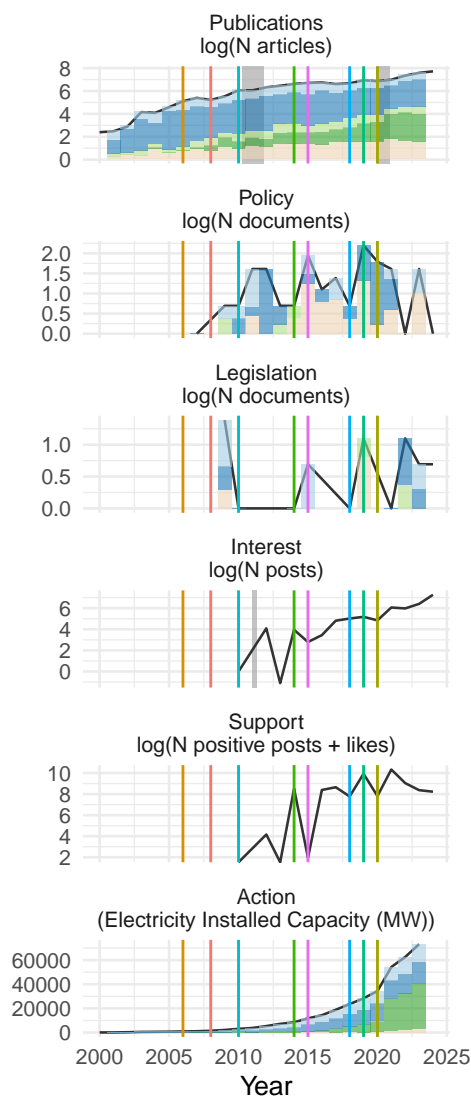 Publications
log(N articles)
8
6
4
2
0
Policy
log(N documents)
2.0
1.5
1.0
0.5
0.0
Legislation
log(N documents)
1.0
0.5
0.0
Interest
log(N posts)
6
4
2
0
Support
log(N positive posts + likes)
10
8
6
4
2
Action
(Electricity Installed Capacity (MW))
60000
40000
20000
0
2000 2005 2010 2015 2020 2025
Year